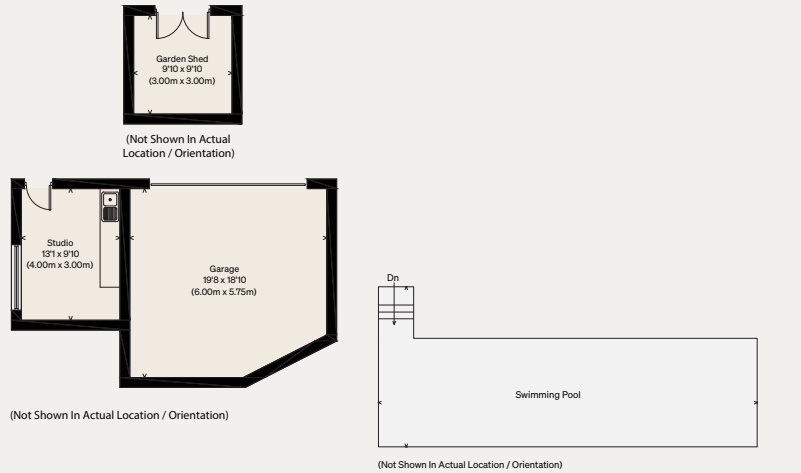 Garden Shed
9'10 x 9'10
(3.00m x 3.00m)
(Not Shown In Actual
Location / Orientation)
Studio
13'1 x 9'10
(4.00m x 3.00m)
Garage
19'8 x 18'10
(6.00m x 5.75m)
(Not Shown In Actual Location / Orientation)
Dn
Swimming Pool
(Not Shown In Actual Location / Orientation)